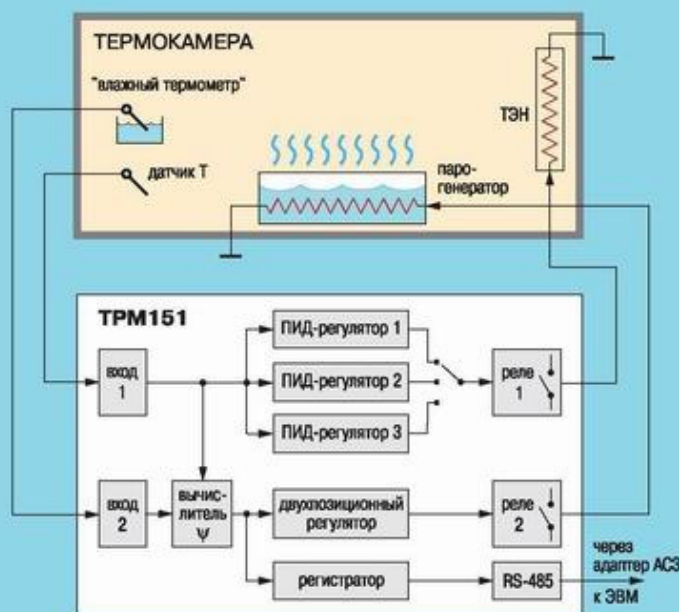 ТЕРМОКАМЕРА
"влажный термометр"
датчик Т
ТЭН
паро-
генератор
ТРМ151
вход
1
ПИД-регулятор 1
ПИД-регулятор 2
ПИД-регулятор 3
реле
1
вход
2
вычис-
литель
Ψ
двухпозиционный
регулятор
реле
2
регистратор
RS-485
через
адаптер АС3
к ЭВМ